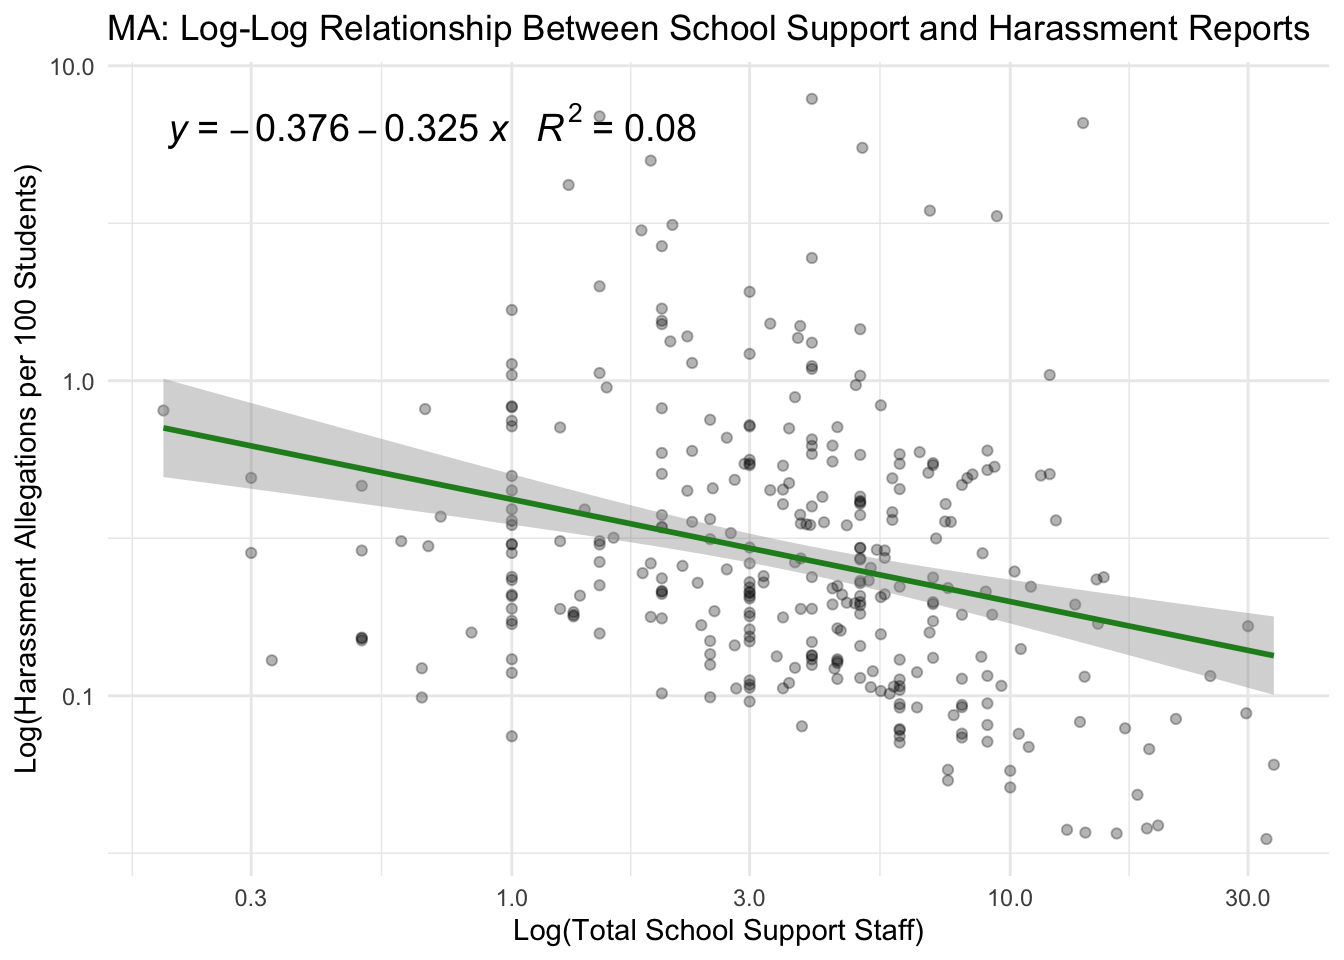 MA: Log-Log Relationship Between School Support and Harassment Reports
10.0
y = −0.376 − 0.325 x   R² = 0.08
1.0
0.1
Log(Harassment Allegations per 100 Students)
0.3 1.0 3.0 10.0 30.0
Log(Total School Support Staff)